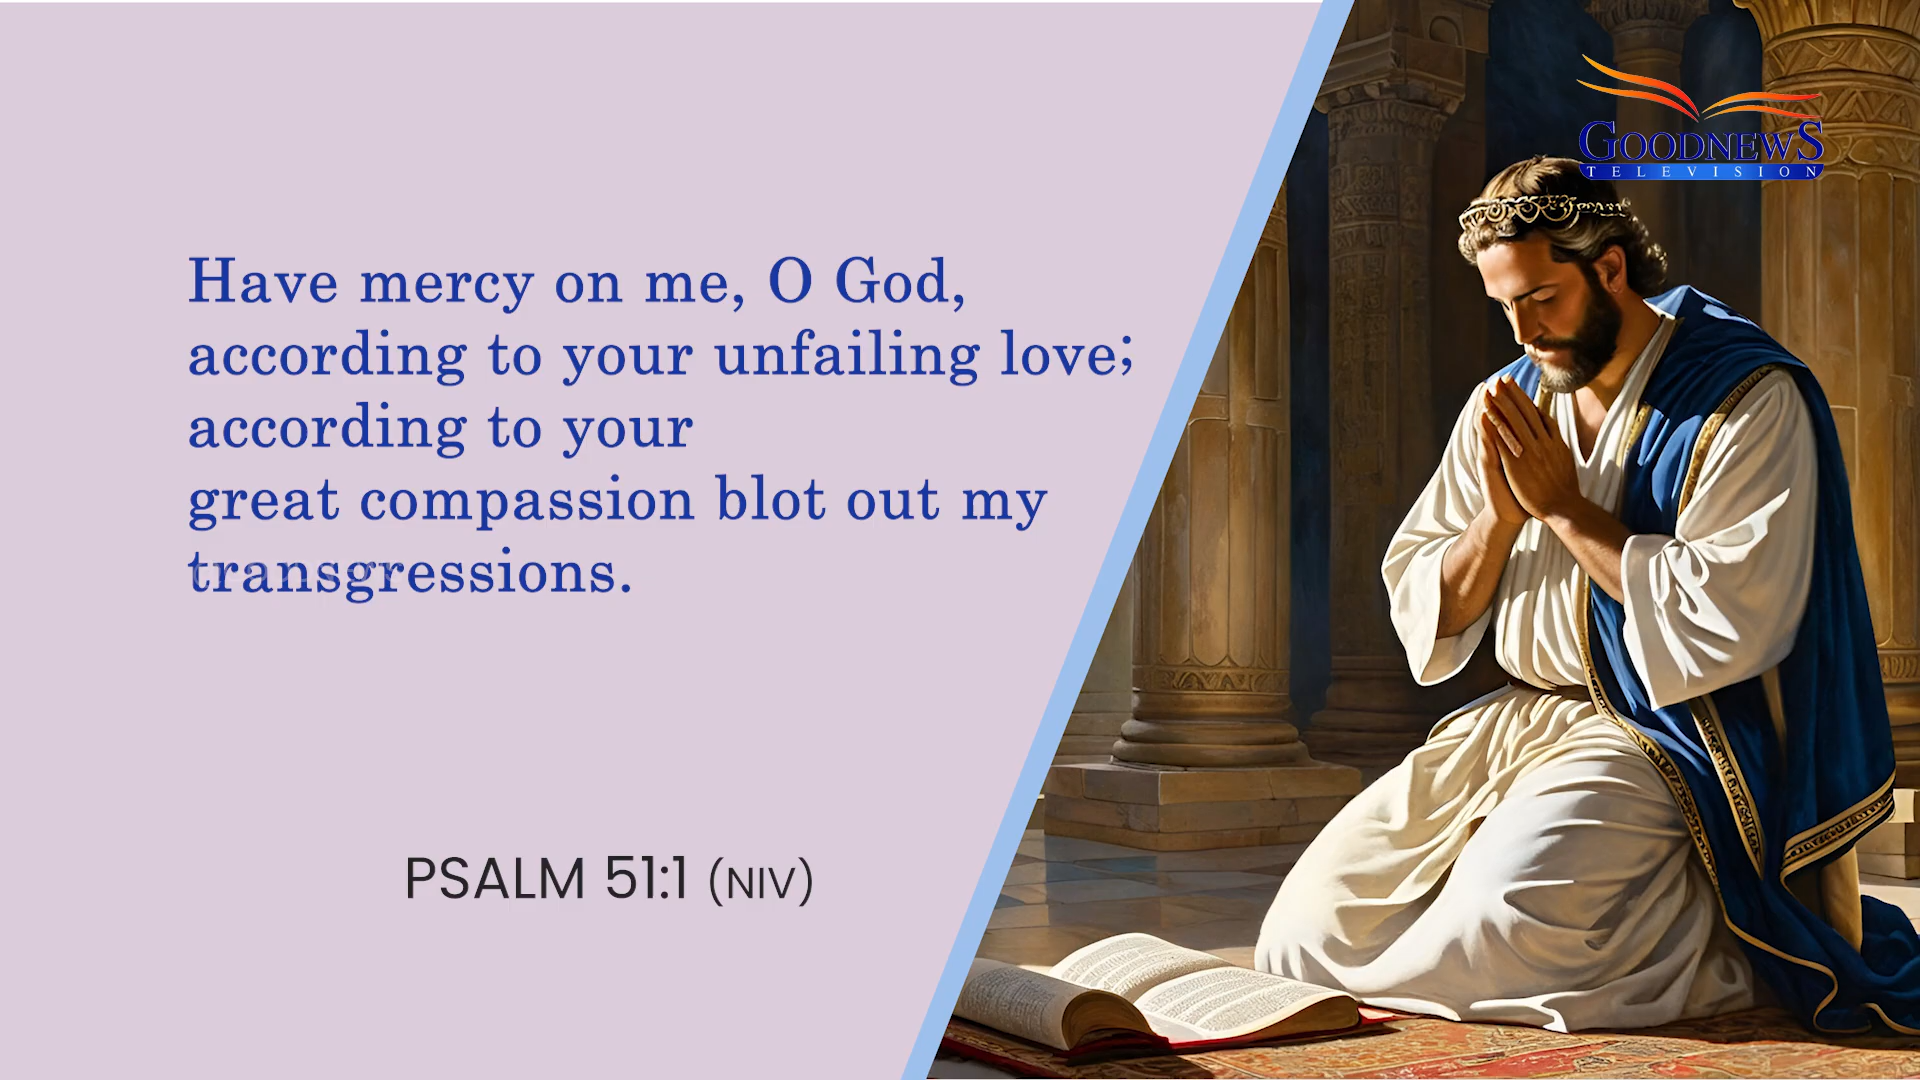 GOODNEWS
TELEVISION
Have mercy on me, O God,
according to your unfailing love;
according to your
great compassion blot out my
transgressions.
PSALM 51:1 (NIV)